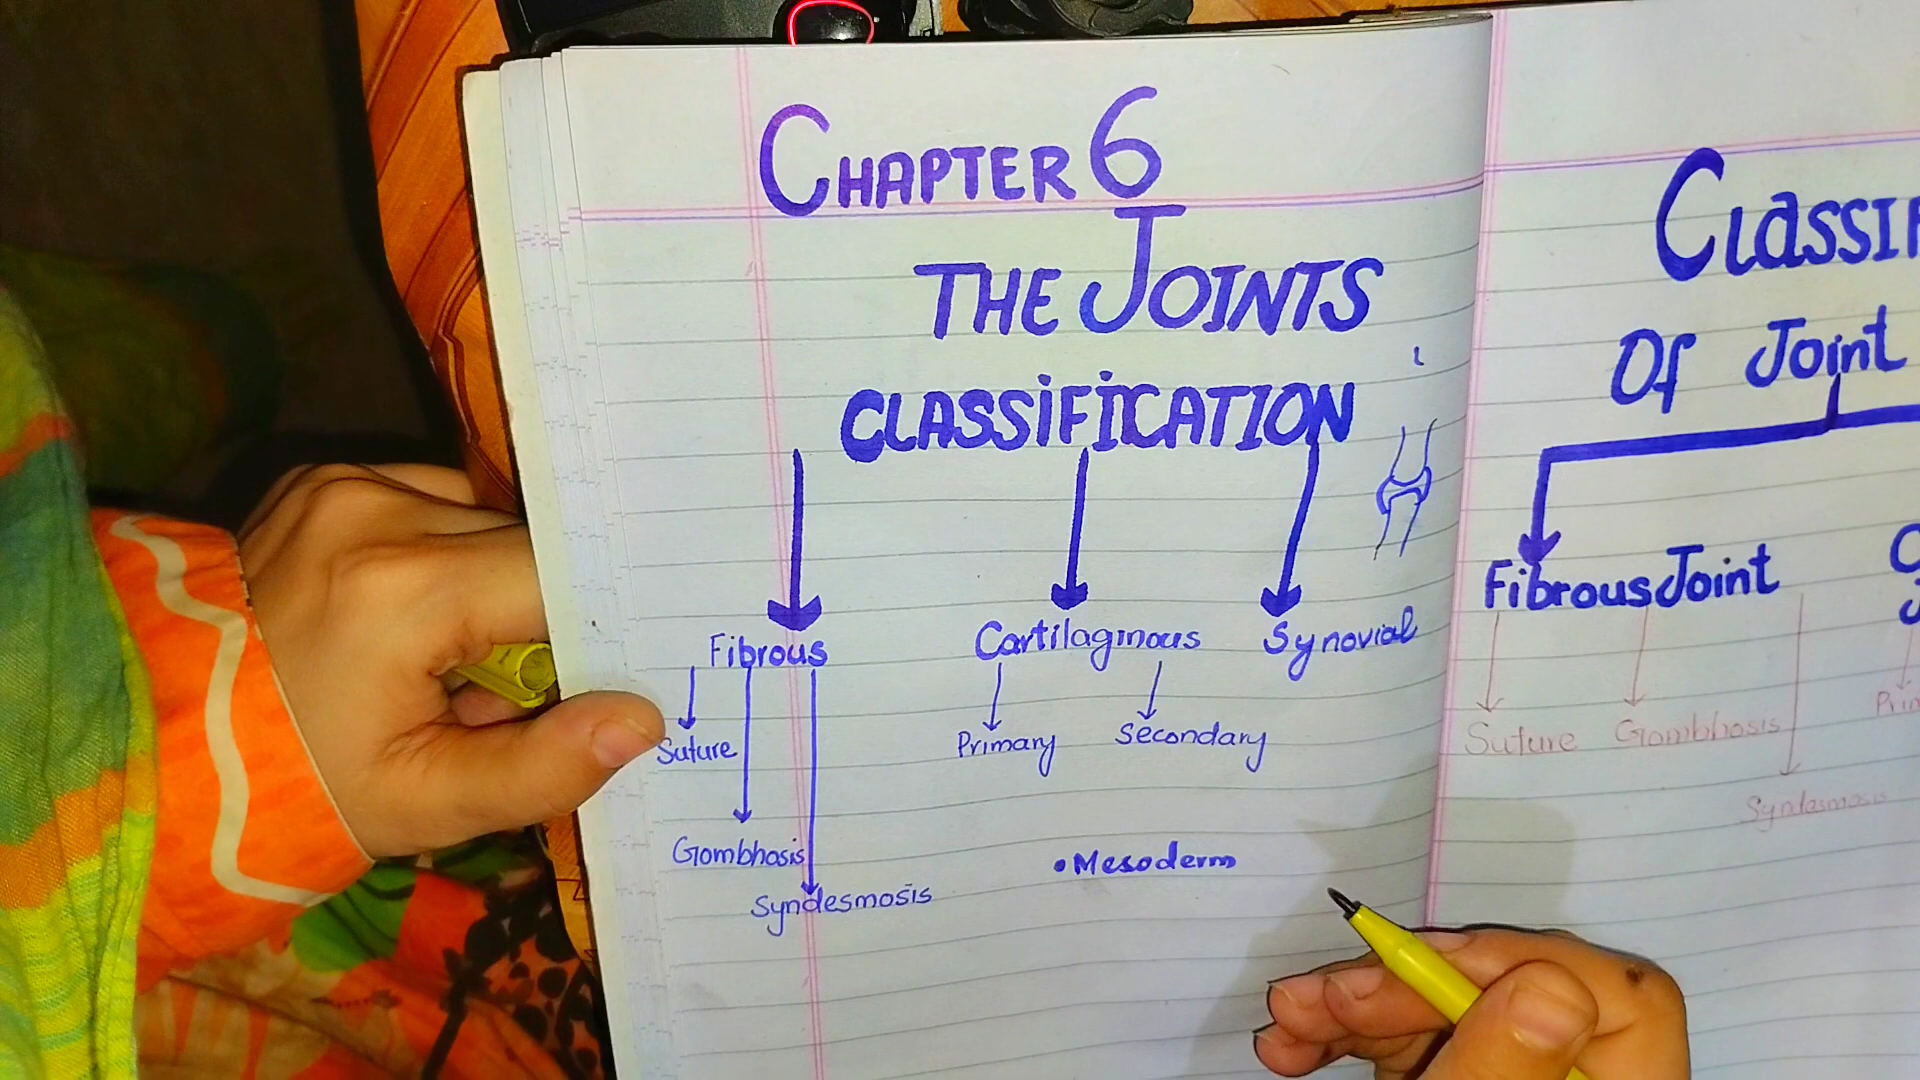 CHAPTER 6
THE JOINTS
CLASSIFICATION
Fibrous Cartilaginous Synovial
Suture Primary Secondary
Gombhosis
Syndesmosis
• Mesoderm
Of Joint
Fibrous Joint
Suture Gombhosis
Syndesmosis